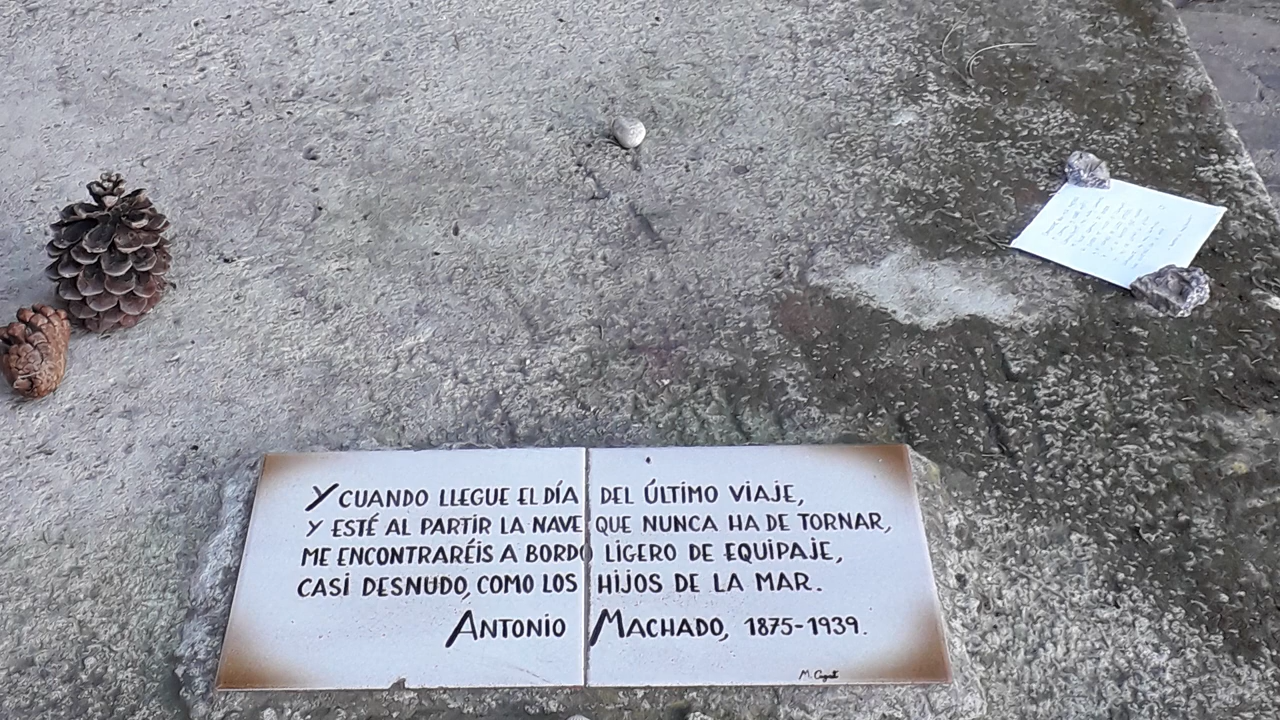 Y CUANDO LLEGUE EL DÍA DEL ÚLTIMO VIAJE,
Y ESTÉ AL PARTIR LA NAVE QUE NUNCA HA DE TORNAR,
ME ENCONTRARÉIS A BORDO LIGERO DE EQUIPAJE,
CASI DESNUDO, COMO LOS HIJOS DE LA MAR.
ANTONIO MACHADO, 1875-1939.
M.